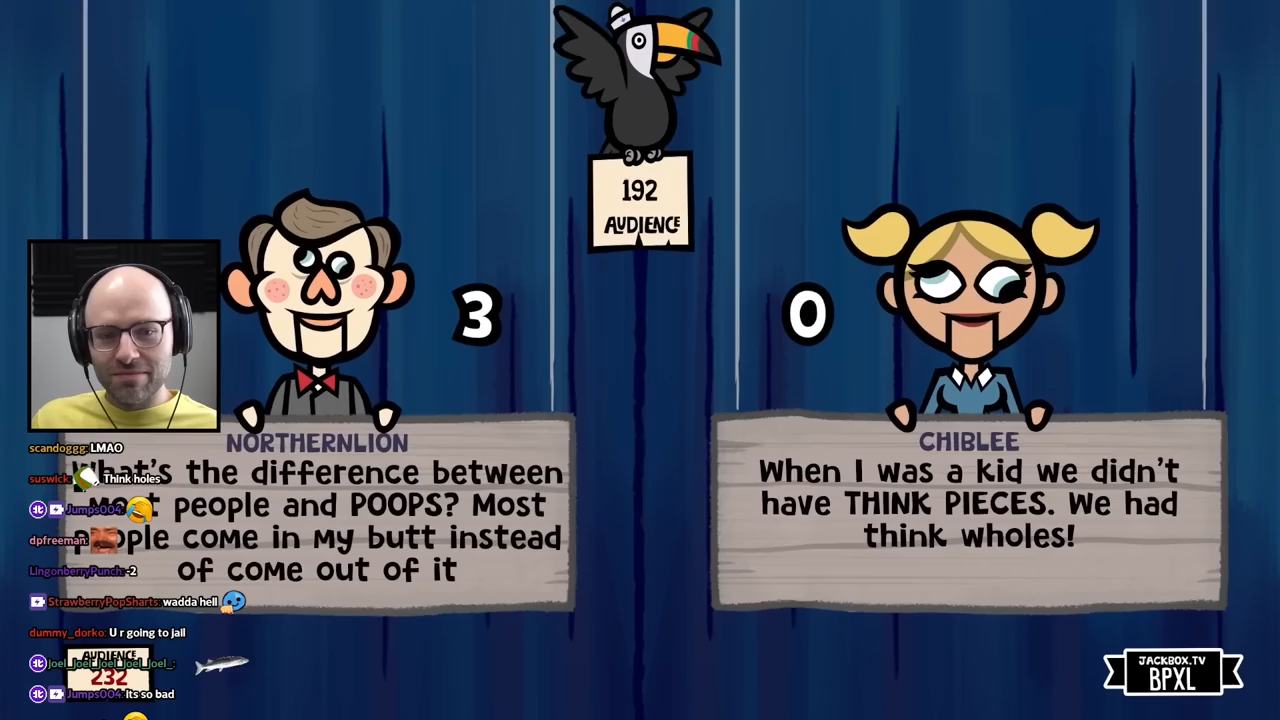 192
AUDIENCE
3
0
NORTHERNLION
What's the difference between
most people and POOPS? Most
people come in my butt instead
of come out of it
CHIBLEE
When I was a kid we didn't
have THINK PIECES. We had
think wholes!
scandoggg: LMAO
suswick: Think holes
Jumps004:
dpfreeman:
LingonberryPunch: -2
StrawberryPopSharts: wadda hell
dummy_dorko: U r going to jail
Joel_Joel_Joel_Joel_Joel_:
Jumps004: Its so bad
AUDIENCE
232
JACKBOX.TV
BPXL